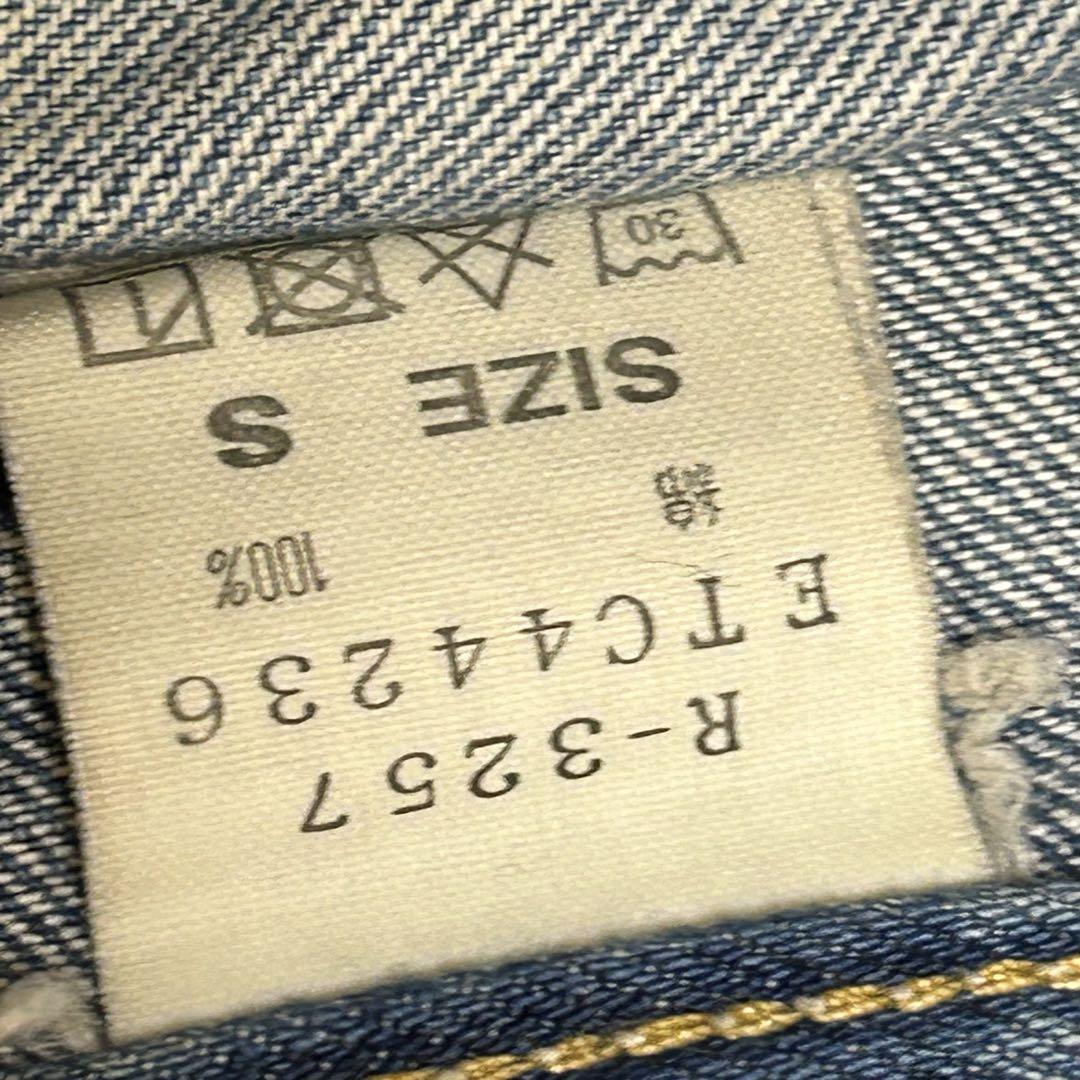 R-3257
ETC44236
綿 100%
SIZE S
30